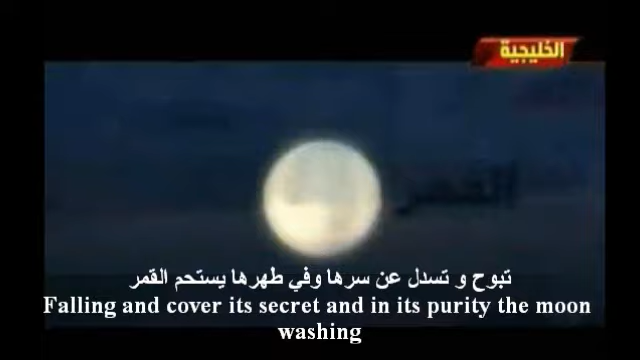 الخليجية
القمر
تبوح و تسدل عن سرها وفي طهرها يستحم القمر
Falling and cover its secret and in its purity the moon
washing